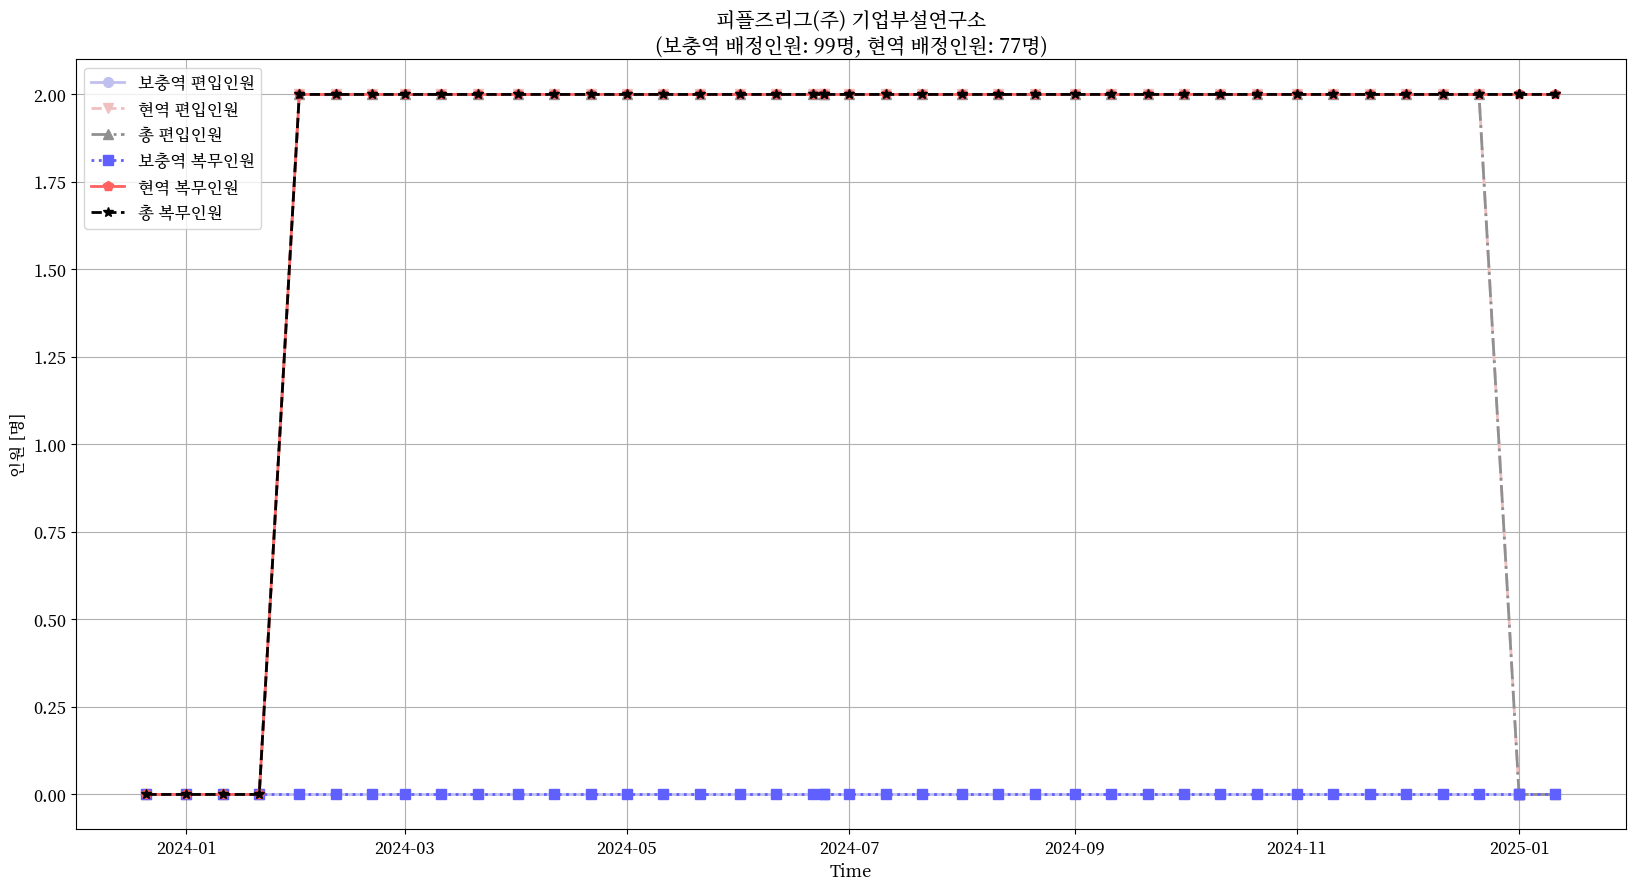 피플즈리그(주) 기업부설연구소
(보충역 배정인원: 99명, 현역 배정인원: 77명)
보충역 편입인원
현역 편입인원
총 편입인원
보충역 복무인원
현역 복무인원
총 복무인원
2.00
1.75
1.50
1.25
1.00
0.75
0.50
0.25
0.00
인원 [명]
2024-01
2024-03
2024-05
2024-07
2024-09
2024-11
2025-01
Time